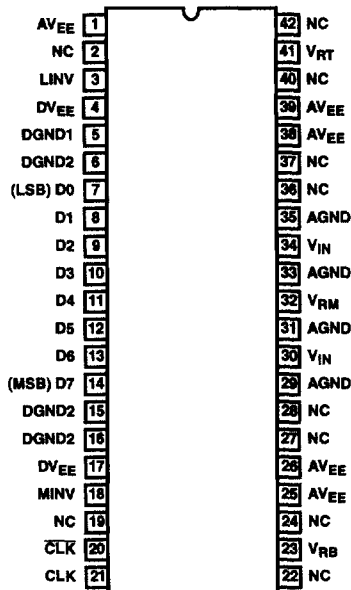 AVEE 1 42 NC
NC 2 41 VRT
LINV 3 40 NC
DVEE 4 39 AVEE
DGND1 5 38 AVEE
DGND2 6 37 NC
(LSB) D0 7 36 NC
D1 8 35 AGND
D2 9 34 VIN
D3 10 33 AGND
D4 11 32 VRM
D5 12 31 AGND
D6 13 30 VIN
(MSB) D7 14 29 AGND
DGND2 15 28 NC
DGND2 16 27 NC
DVEE 17 26 AVEE
MINV 18 25 AVEE
NC 19 24 NC
C̅L̅K̅ 20 23 VRB
CLK 21 22 NC